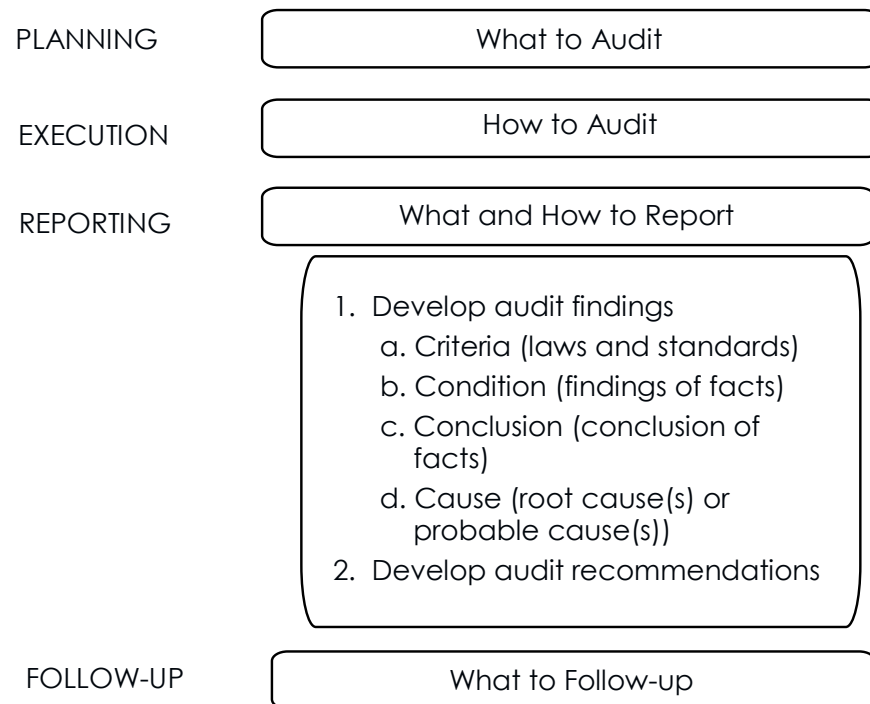 PLANNING
What to Audit
EXECUTION
How to Audit
REPORTING
What and How to Report
1. Develop audit findings
a. Criteria (laws and standards)
b. Condition (findings of facts)
c. Conclusion (conclusion of
facts)
d. Cause (root cause(s) or
probable cause(s))
2. Develop audit recommendations
FOLLOW-UP
What to Follow-up